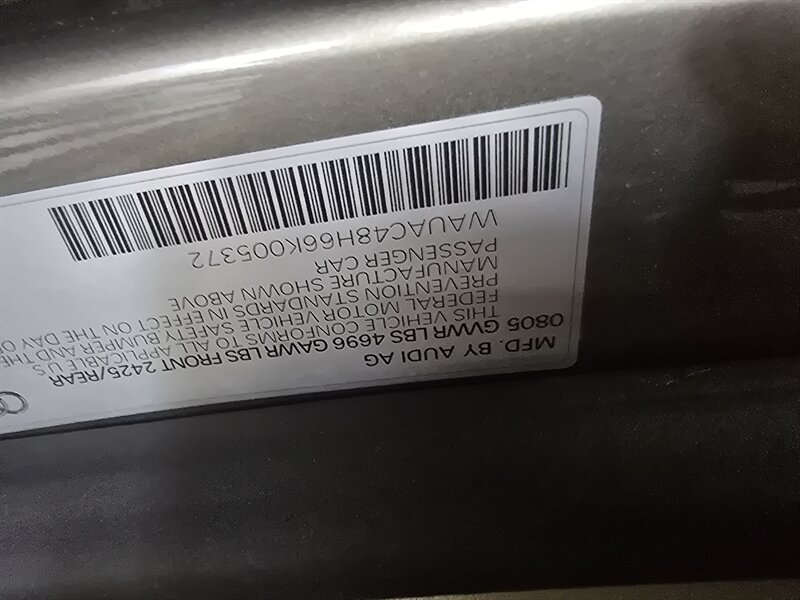 MFD. BY AUDI AG
0805 GVWR LBS 4696 GAWR LBS FRONT 2425/REAR
THIS VEHICLE CONFORMS TO ALL APPLICABLE U.S
FEDERAL MOTOR VEHICLE SAFETY BUMPER AND THE
PREVENTION STANDARDS IN EFFECT ON THE DAY OF
MANUFACTURE SHOWN ABOVE
PASSENGER CAR
WAUAC48H66K005372